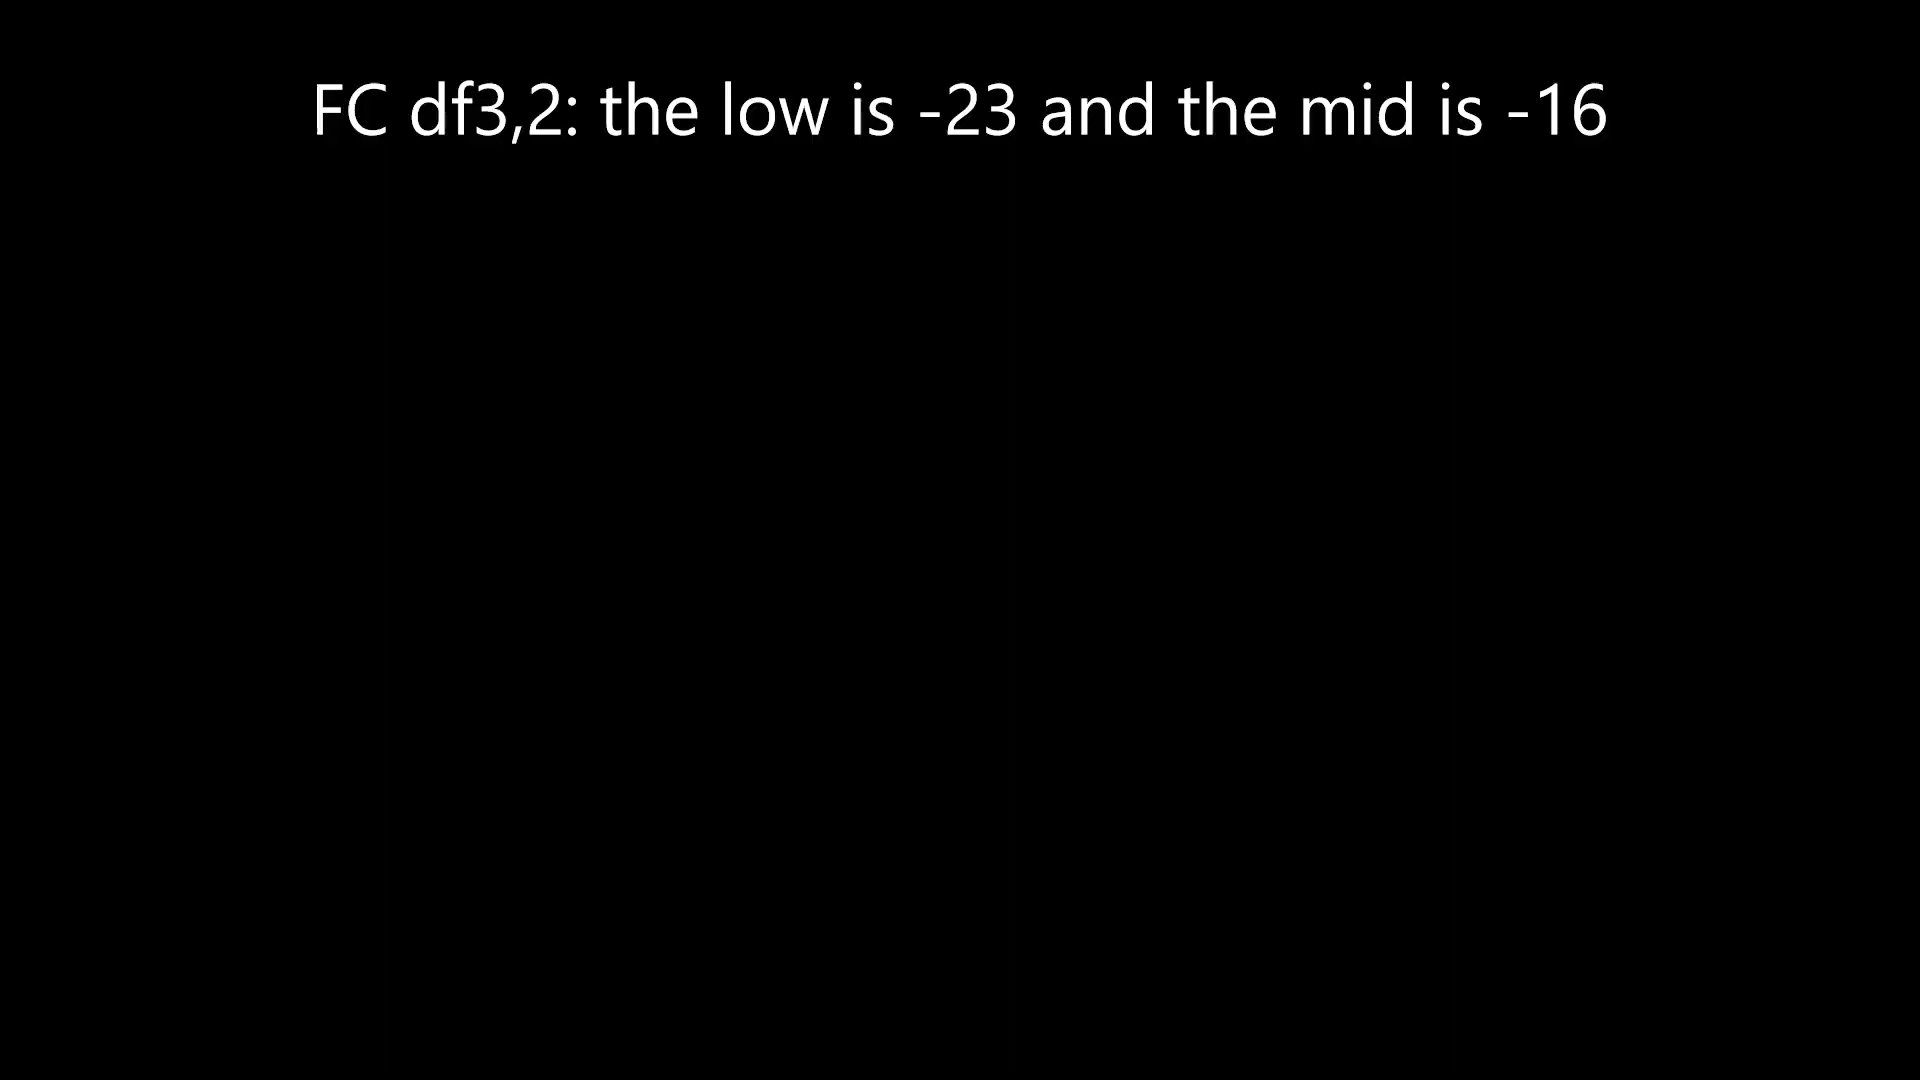 FC df3,2: the low is -23 and the mid is -16